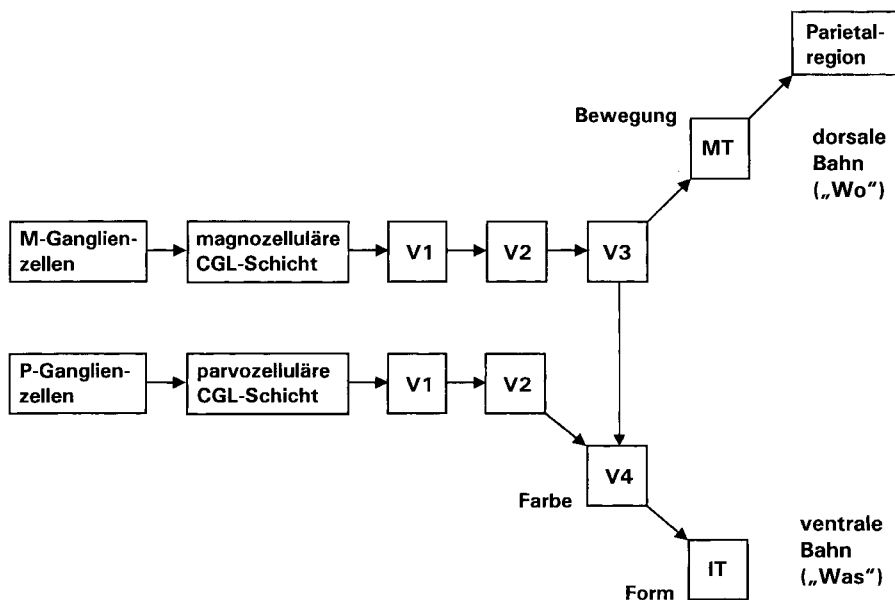 Parietal-
region
Bewegung
MT
dorsale
Bahn
(„Wo“)
M-Ganglien-
zellen
magnozelluläre
CGL-Schicht
V1
V2
V3
P-Ganglien-
zellen
parvozelluläre
CGL-Schicht
V1
V2
V4
Farbe
ventrale
Bahn
(„Was“)
IT
Form